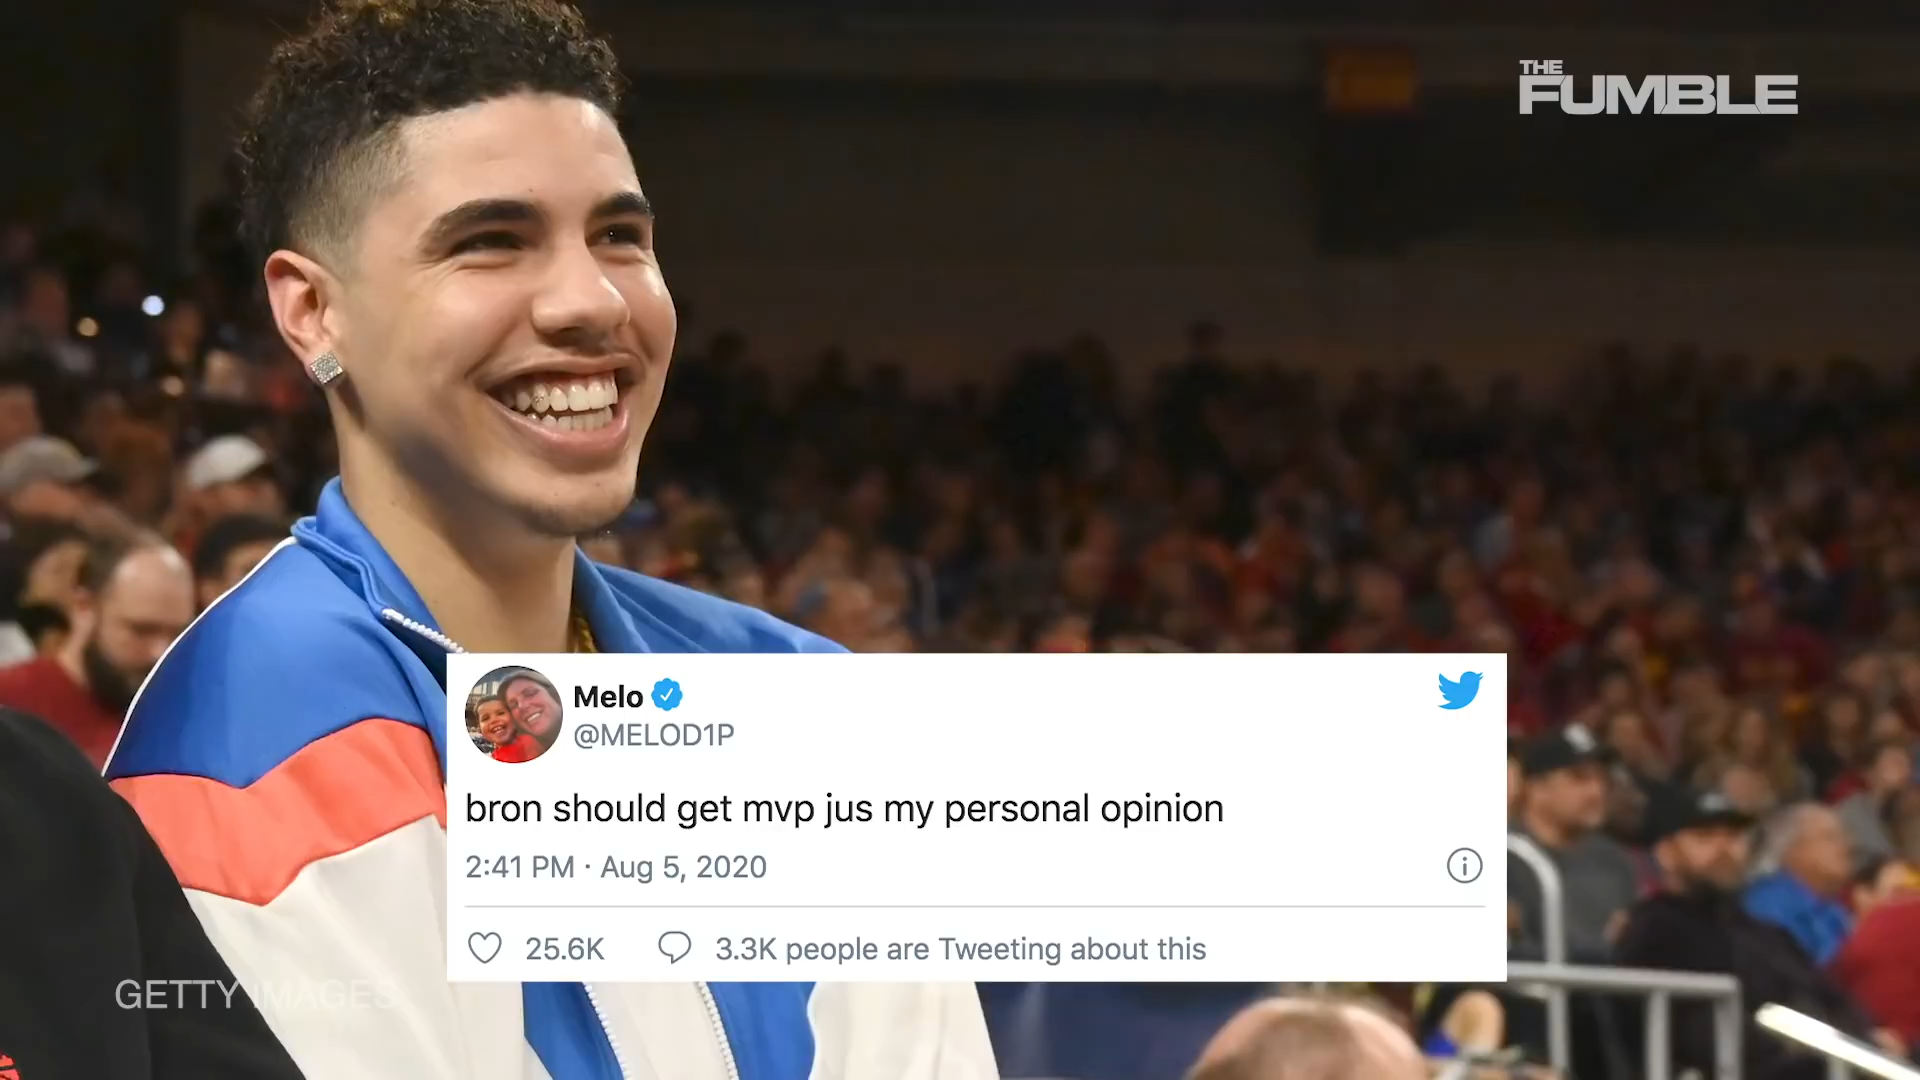 THE
FUMBLE
Melo
@MELOD1P
bron should get mvp jus my personal opinion
2:41 PM · Aug 5, 2020
25.6K 3.3K people are Tweeting about this
GETTY IMAGES